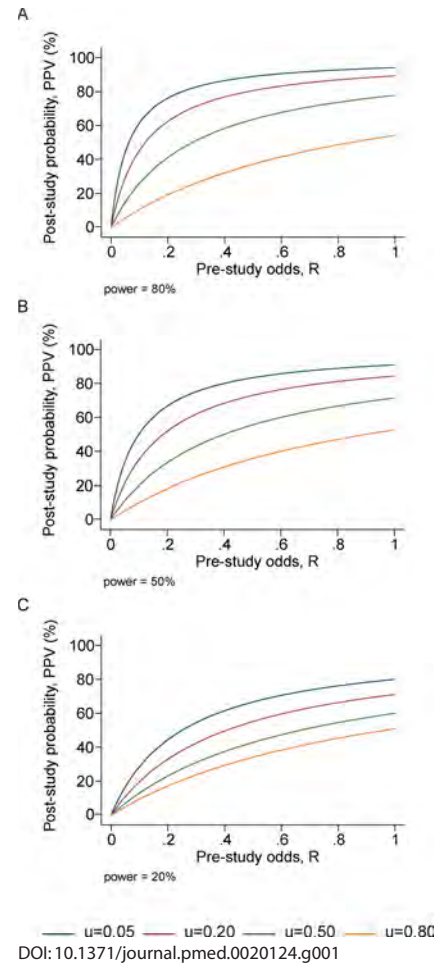 A
Post-study probability, PPV (%)
100
80
60
40
20
0
0 .2 .4 .6 .8 1
Pre-study odds, R
power = 80%
B
Post-study probability, PPV (%)
100
80
60
40
20
0
0 .2 .4 .6 .8 1
Pre-study odds, R
power = 50%
C
Post-study probability, PPV (%)
100
80
60
40
20
0
0 .2 .4 .6 .8 1
Pre-study odds, R
power = 20%
u=0.05 u=0.20 u=0.50 u=0.80
DOI: 10.1371/journal.pmed.0020124.g001